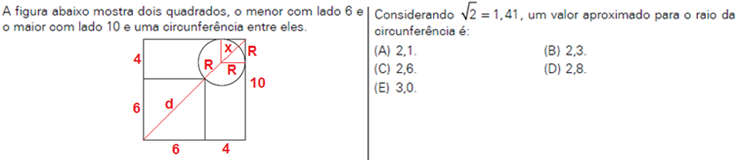 A figura abaixo mostra dois quadrados, o menor com lado 6 e
o maior com lado 10 e uma circunferência entre eles.
4
x
R
R
R
10
6
d
6
4
Considerando √2 = 1,41, um valor aproximado para o raio da
circunferência é:
(A) 2,1.
(B) 2,3.
(C) 2,6.
(D) 2,8.
(E) 3,0.